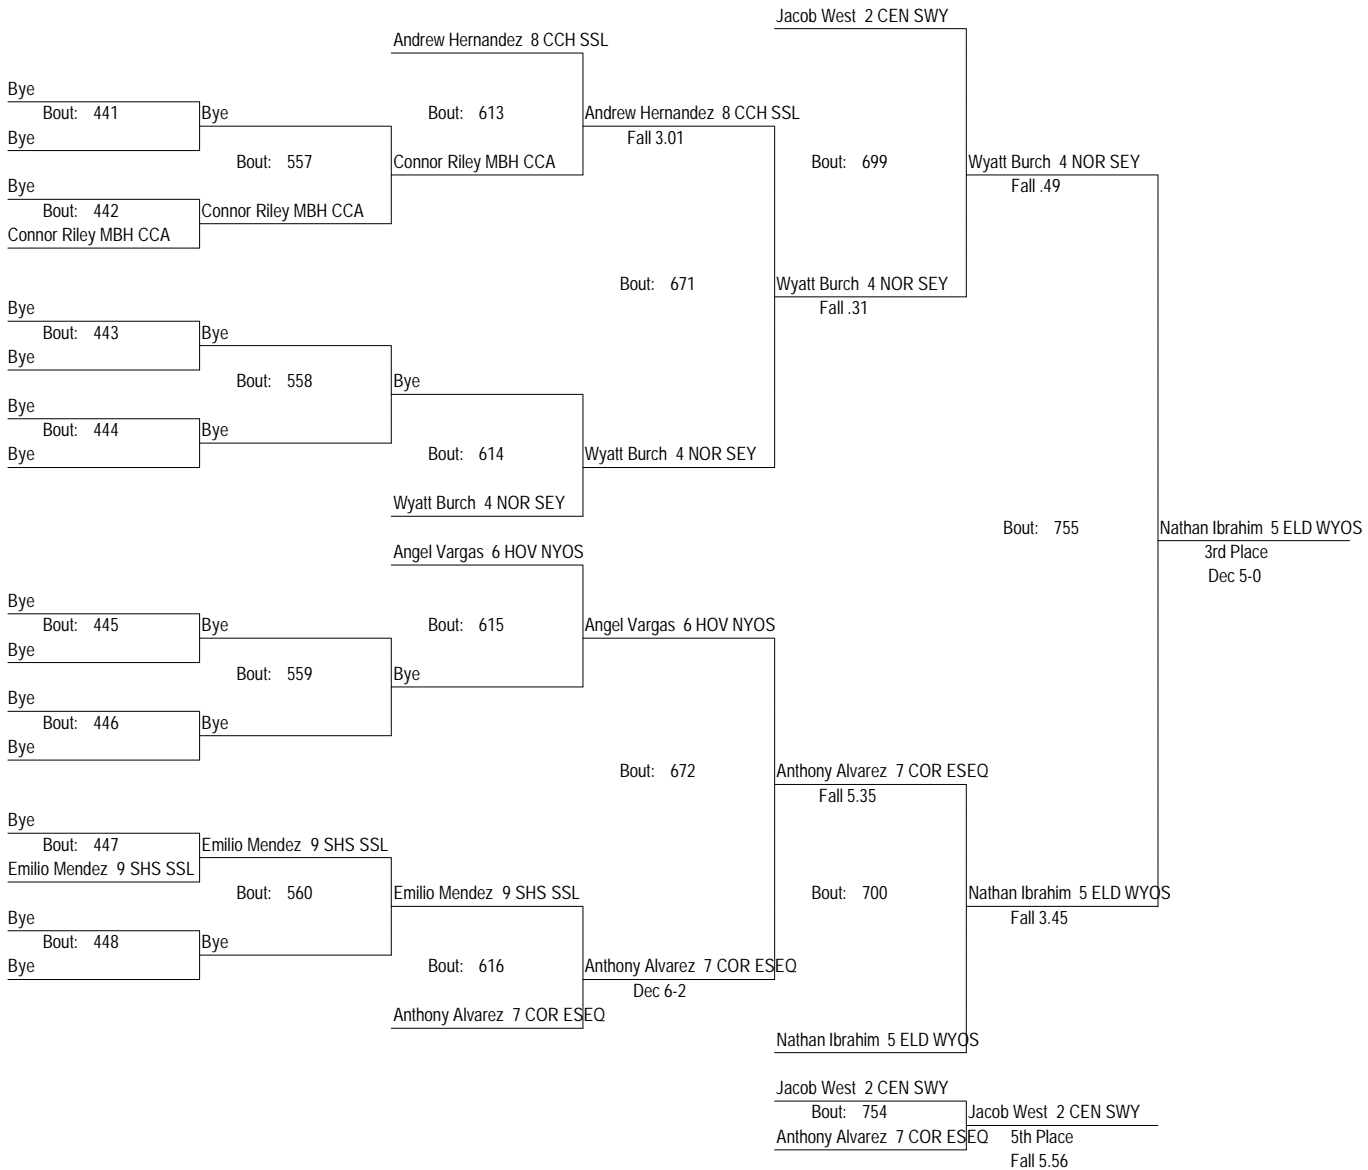 Jacob West 2 CEN SWY
Andrew Hernandez 8 CCH SSL
Bye
Bout: 441 Bye Bout: 613 Andrew Hernandez 8 CCH SSL
Bye Fall 3.01
Bout: 557 Connor Riley MBH CCA Bout: 699 Wyatt Burch 4 NOR SEY
Bye Fall .49
Bout: 442 Connor Riley MBH CCA
Connor Riley MBH CCA
Bout: 671 Wyatt Burch 4 NOR SEY
Bye Fall .31
Bout: 443 Bye
Bye
Bout: 558 Bye
Bye
Bout: 444 Bye
Bye Bout: 614 Wyatt Burch 4 NOR SEY
Wyatt Burch 4 NOR SEY
Bout: 755 Nathan Ibrahim 5 ELD WYOS
Angel Vargas 6 HOV NYOS 3rd Place
Dec 5-0
Bye
Bout: 445 Bye Bout: 615 Angel Vargas 6 HOV NYOS
Bye
Bout: 559 Bye
Bye
Bout: 446 Bye
Bye
Bout: 672 Anthony Alvarez 7 COR ESEQ
Fall 5.35
Bye
Bout: 447 Emilio Mendez 9 SHS SSL
Emilio Mendez 9 SHS SSL
Bout: 560 Emilio Mendez 9 SHS SSL Bout: 700 Nathan Ibrahim 5 ELD WYOS
Bye Fall 3.45
Bout: 448 Bye
Bye Bout: 616 Anthony Alvarez 7 COR ESEQ
Dec 6-2
Anthony Alvarez 7 COR ESEQ
Nathan Ibrahim 5 ELD WYOS
Jacob West 2 CEN SWY
Bout: 754 Jacob West 2 CEN SWY
Anthony Alvarez 7 COR ESEQ 5th Place
Fall 5.56